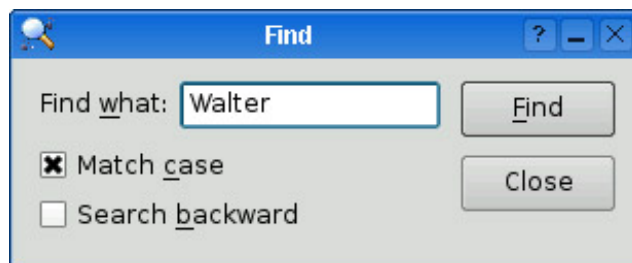 Find
Find what: Walter
Find
Match case
Close
Search backward